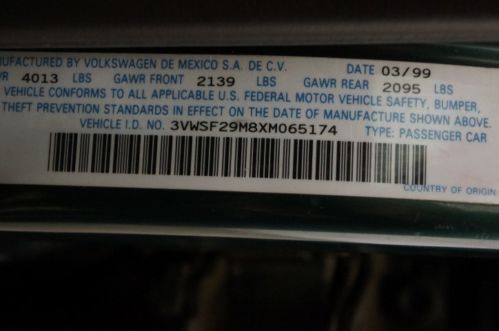 UFACTURED BY VOLKSWAGEN DE MEXICO S.A. DE C.V. DATE 03/99
WR 4013 LBS GAWR FRONT 2139 LBS GAWR REAR 2095 LBS
VEHICLE CONFORMS TO ALL APPLICABLE U.S. FEDERAL MOTOR VEHICLE SAFETY, BUMPER,
THEFT PREVENTION STANDARDS IN EFFECT ON THE DATE OF MANUFACTURE SHOWN ABOVE.
VEHICLE I.D. NO. 3VWSF29M8XM065174 TYPE: PASSENGER CAR
COUNTRY OF ORIGIN